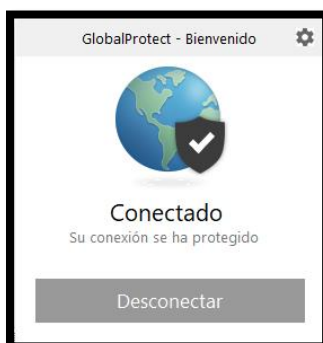 GlobalProtect - Bienvenido
Conectado
Su conexión se ha protegido
Desconectar